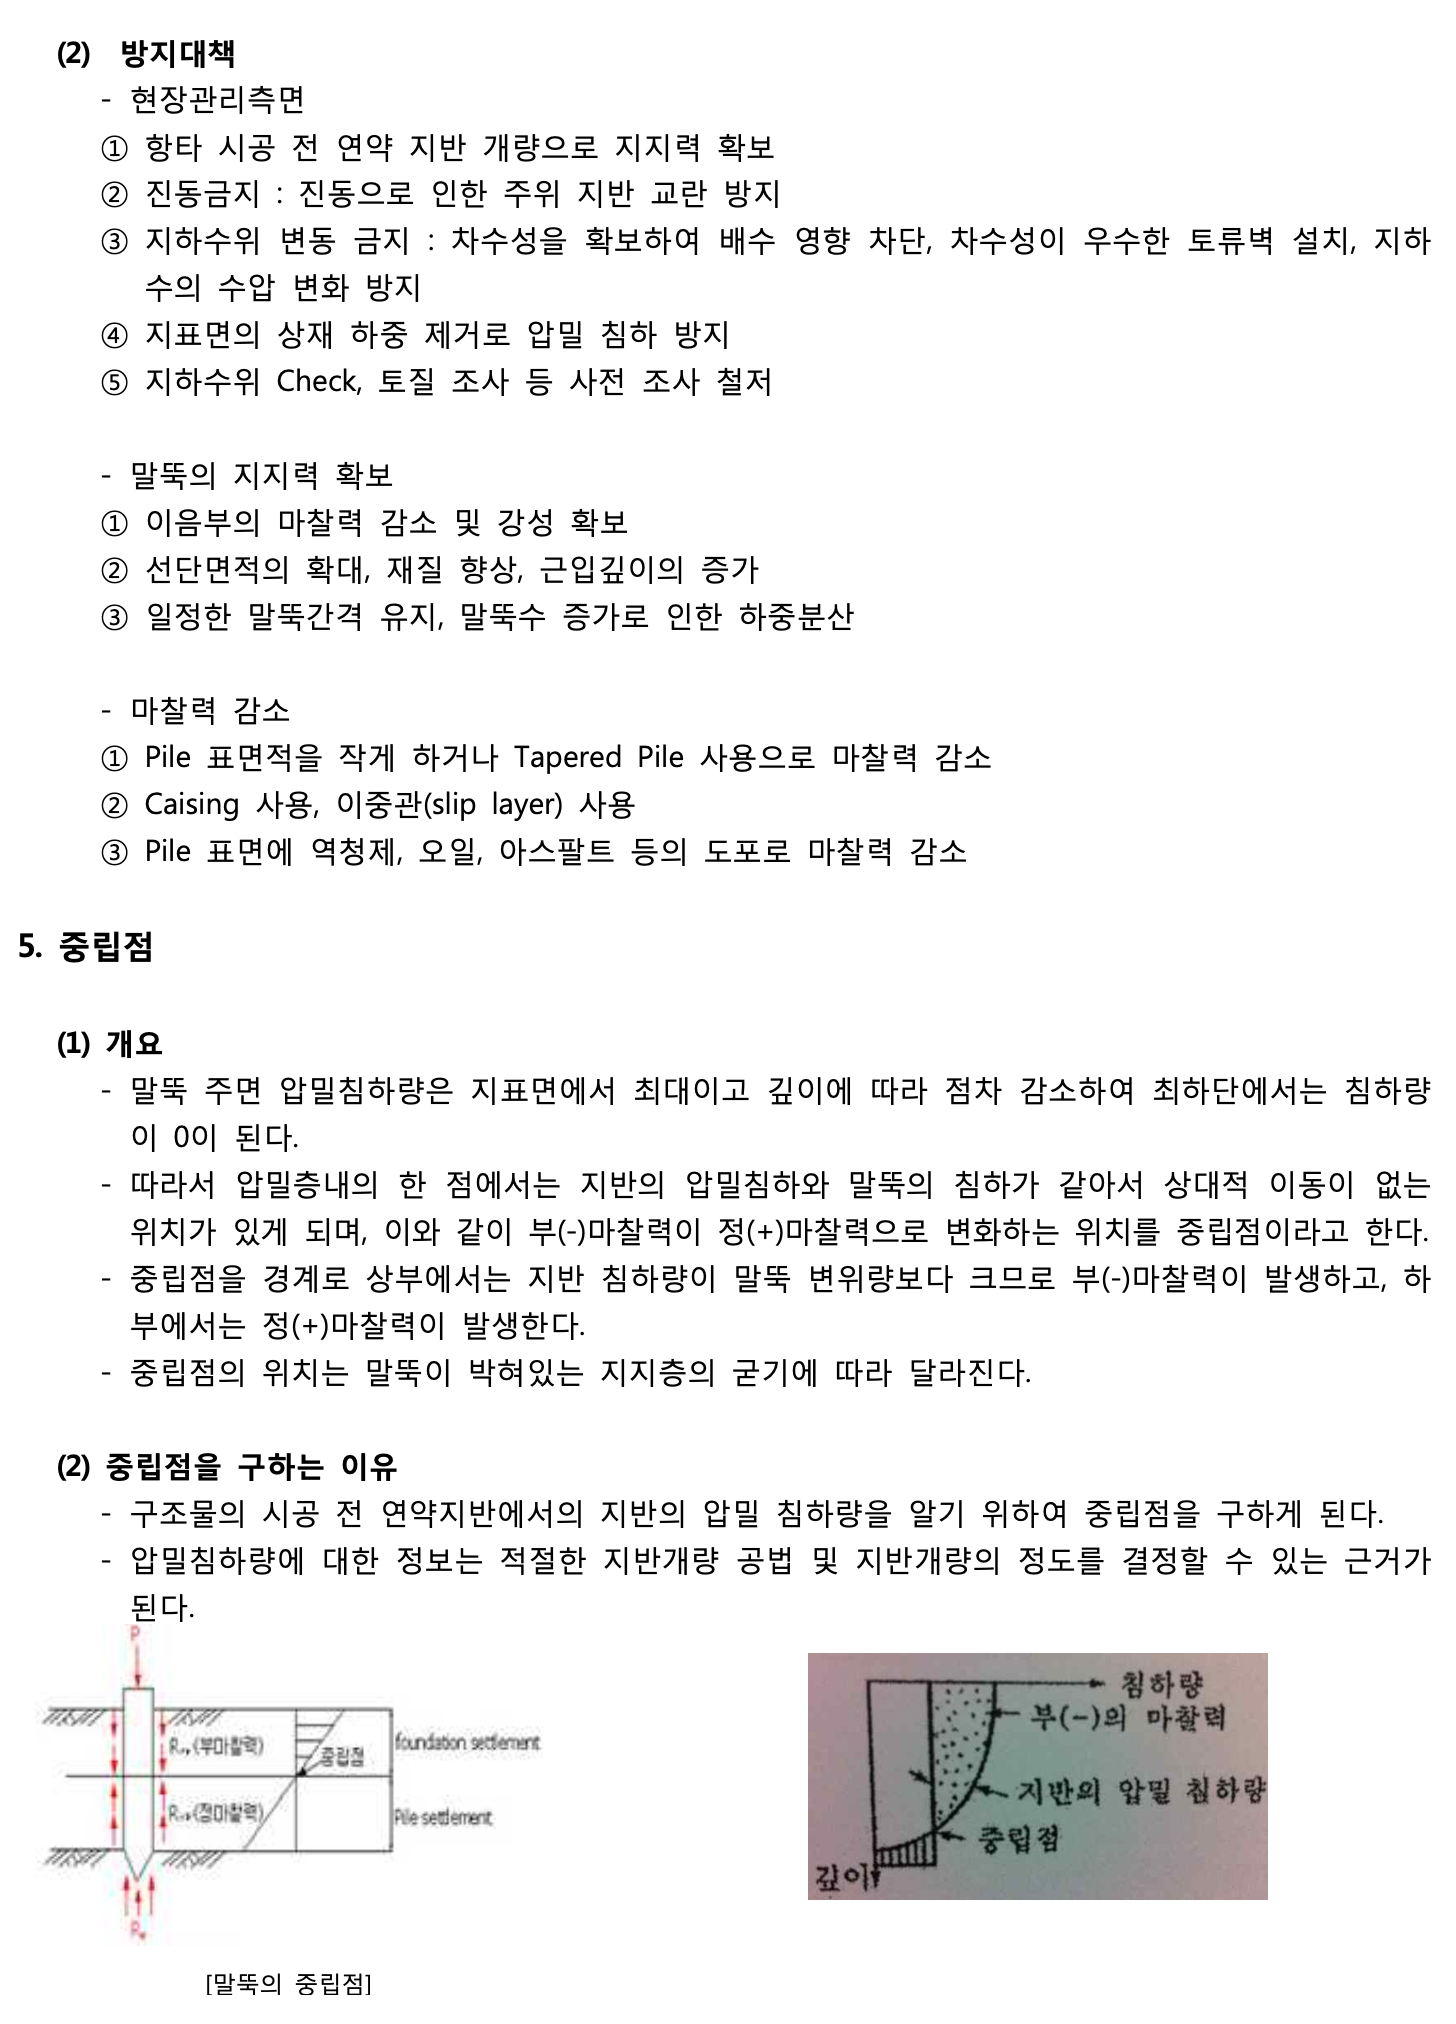 (2) 방지대책
- 현장관리측면
① 항타 시공 전 연약 지반 개량으로 지지력 확보
② 진동금지 : 진동으로 인한 주위 지반 교란 방지
③ 지하수위 변동 금지 : 차수성을 확보하여 배수 영향 차단, 차수성이 우수한 토류벽 설치, 지하
수의 수압 변화 방지
④ 지표면의 상재 하중 제거로 압밀 침하 방지
⑤ 지하수위 Check, 토질 조사 등 사전 조사 철저
- 말뚝의 지지력 확보
① 이음부의 마찰력 감소 및 강성 확보
② 선단면적의 확대, 재질 향상, 근입깊이의 증가
③ 일정한 말뚝간격 유지, 말뚝수 증가로 인한 하중분산
- 마찰력 감소
① Pile 표면적을 작게 하거나 Tapered Pile 사용으로 마찰력 감소
② Caising 사용, 이중관(slip layer) 사용
③ Pile 표면에 역청제, 오일, 아스팔트 등의 도포로 마찰력 감소
5. 중립점
(1) 개요
- 말뚝 주면 압밀침하량은 지표면에서 최대이고 깊이에 따라 점차 감소하여 최하단에서는 침하량
이 0이 된다.
- 따라서 압밀층내의 한 점에서는 지반의 압밀침하와 말뚝의 침하가 같아서 상대적 이동이 없는
위치가 있게 되며, 이와 같이 부(-)마찰력이 정(+)마찰력으로 변화하는 위치를 중립점이라고 한다.
- 중립점을 경계로 상부에서는 지반 침하량이 말뚝 변위량보다 크므로 부(-)마찰력이 발생하고, 하
부에서는 정(+)마찰력이 발생한다.
- 중립점의 위치는 말뚝이 박혀있는 지지층의 굳기에 따라 달라진다.
(2) 중립점을 구하는 이유
- 구조물의 시공 전 연약지반에서의 지반의 압밀 침하량을 알기 위하여 중립점을 구하게 된다.
- 압밀침하량에 대한 정보는 적절한 지반개량 공법 및 지반개량의 정도를 결정할 수 있는 근거가
된다.
P
(부마찰력)
중립점
foundation settlement
(정마찰력)
Pile settlement
침하량
부(-)의 마찰력
지반의 압밀 침하량
중립점
깊이
[말뚝의 중립점]